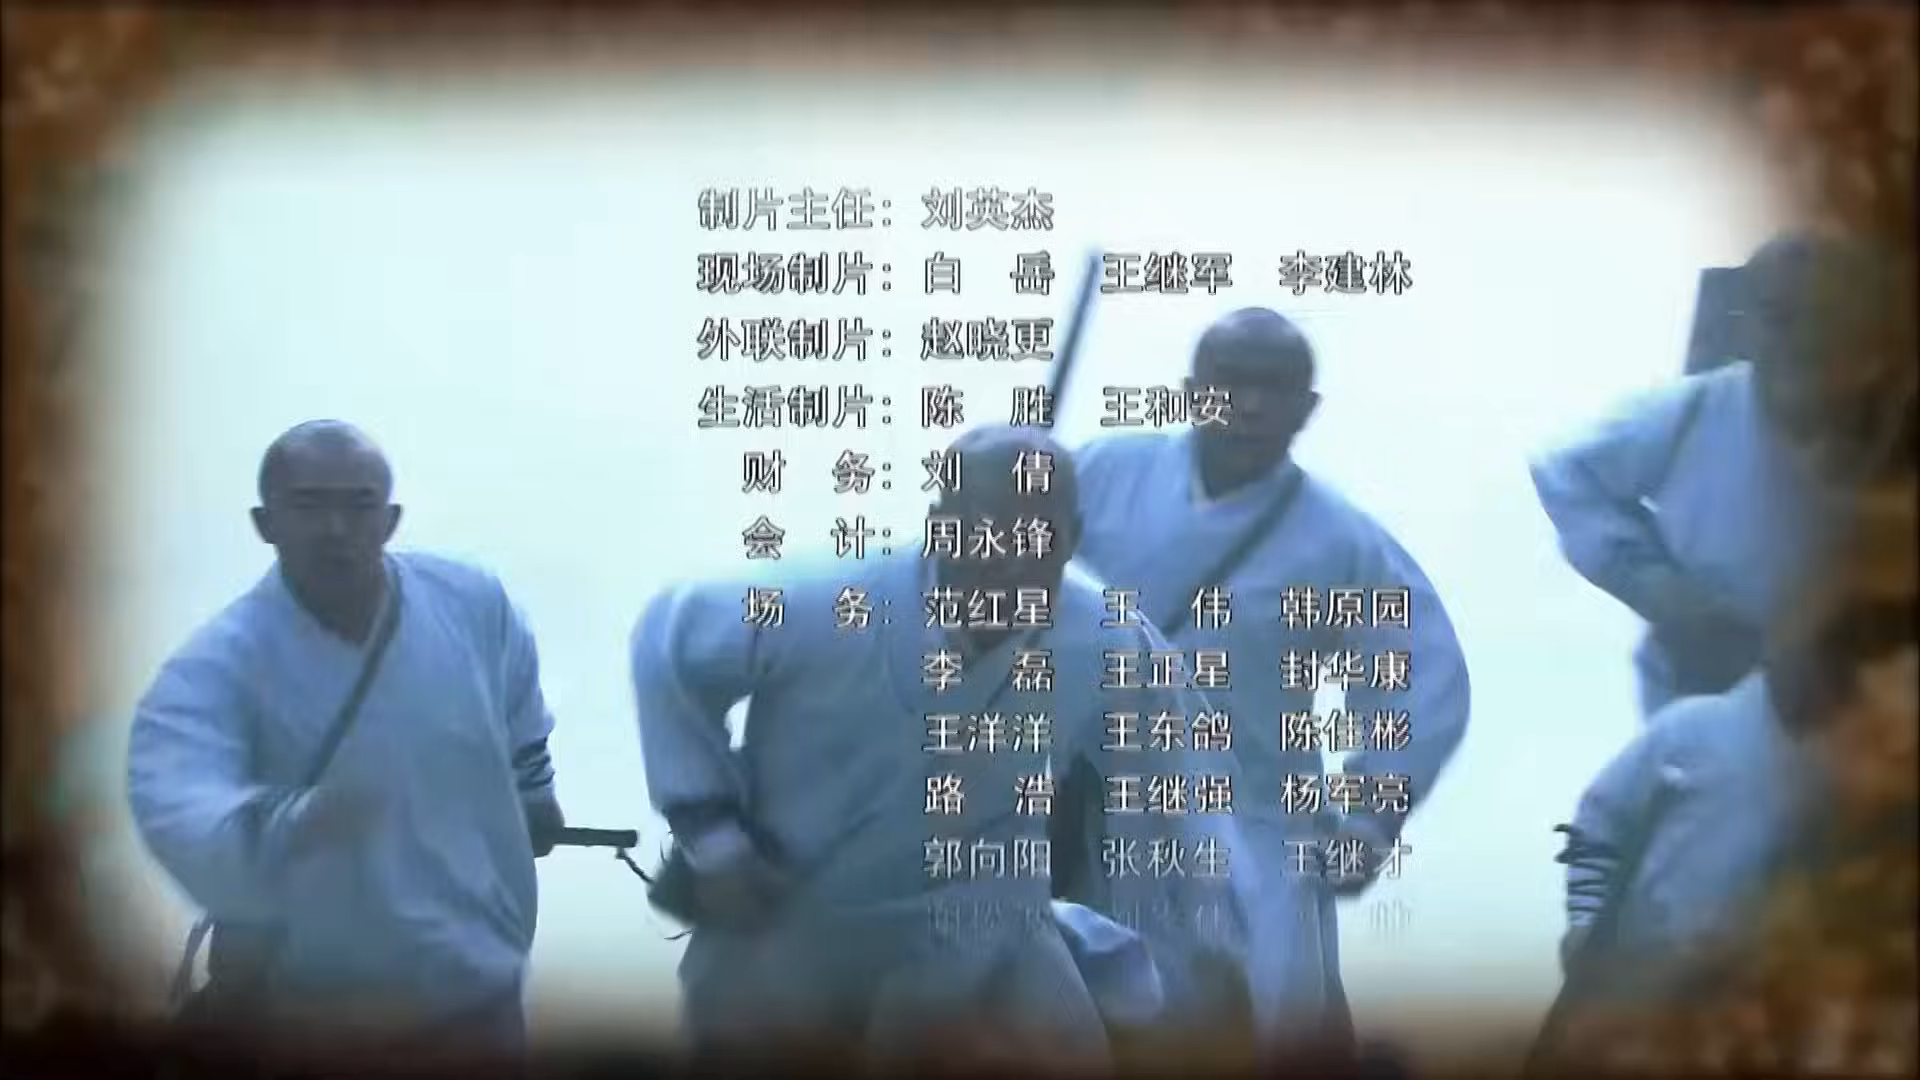 制片主任：刘英杰
现场制片：白 岳 王继军 李建林
外联制片：赵晓更
生活制片：陈 胜 王和安
财 务：刘 倩
会 计：周永锋
场 务：范红星 王 伟 韩原园
李 磊 王正星 封华康
王洋洋 王东鸽 陈佳彬
路 浩 王继强 杨军亮
郭向阳 张秋生 王继才